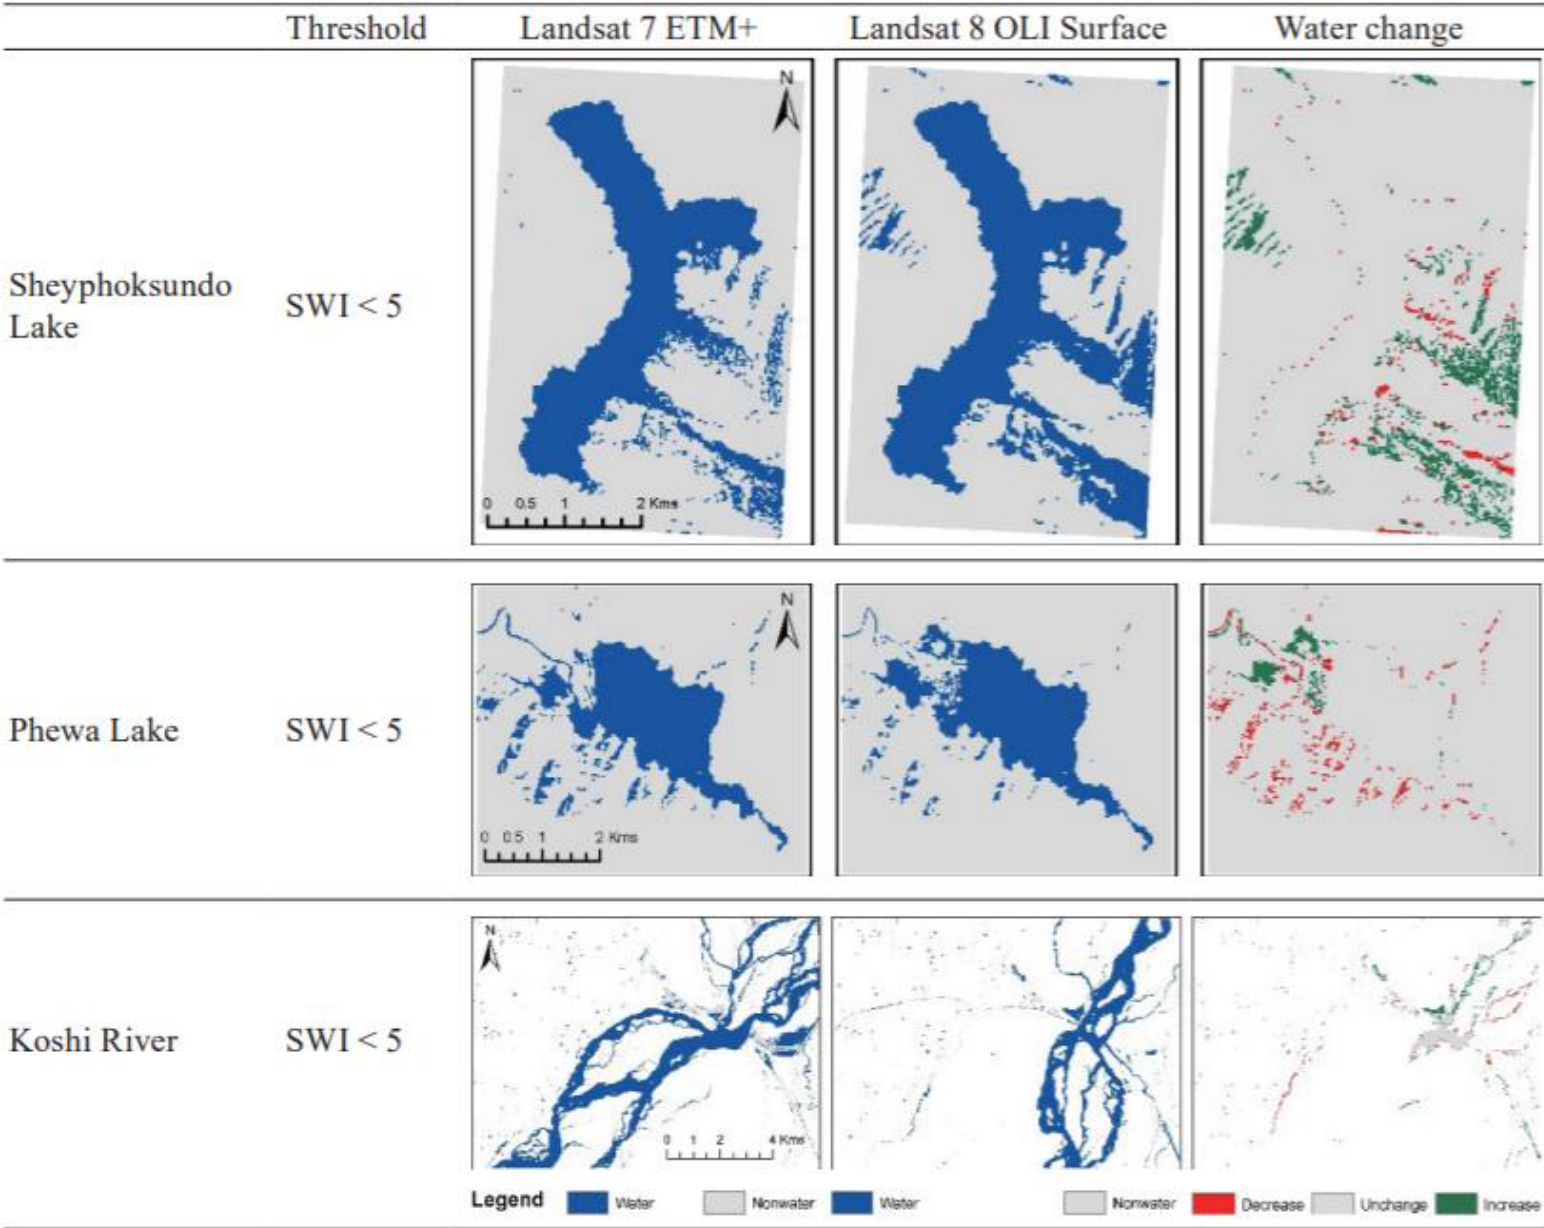 Threshold Landsat 7 ETM+ Landsat 8 OLI Surface Water change
N
Sheyphoksundo
Lake
SWI < 5
0 0.5 1 2 Kms
N
Phewa Lake SWI < 5
0 0.5 1 2 Kms
N
Koshi River SWI < 5
0 1 2 4 Kms
Legend Water Nonwater Water Nonwater Decrease Unchange Increase